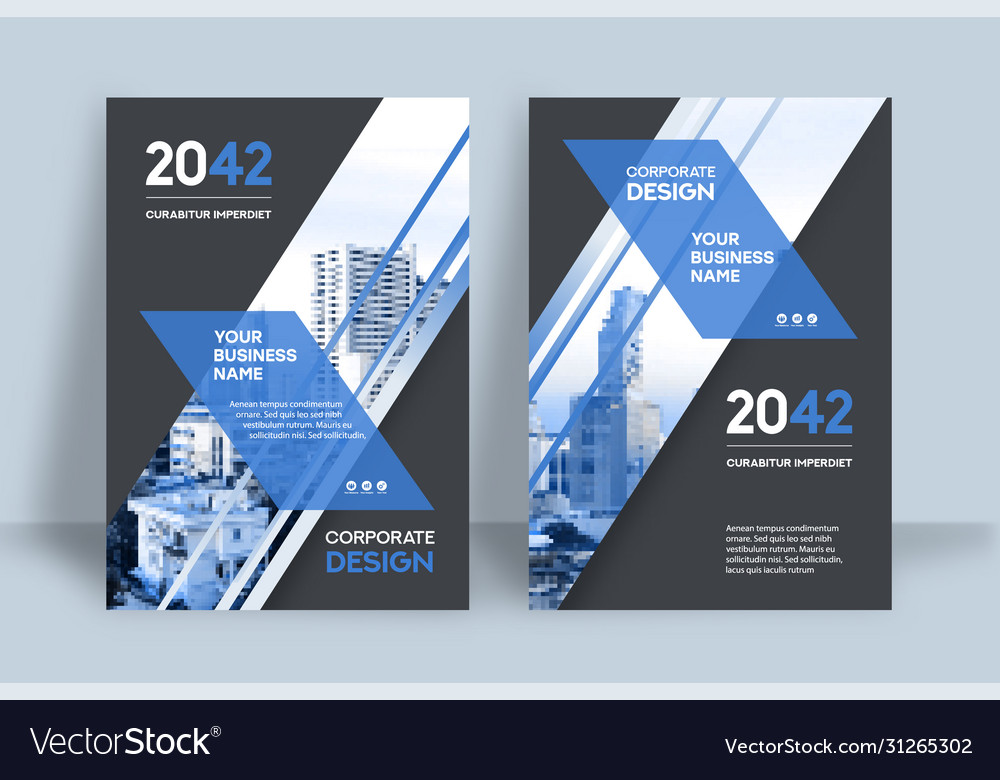 2042
CURABITUR IMPERDIET
YOUR
BUSINESS
NAME
Aenean tempus condimentum
ornare. Sed quis leo sed nibh
vestibulum rutrum. Mauris eu
sollicitudin nisi. Sed sollicitudin,
CORPORATE
DESIGN
CORPORATE
DESIGN
YOUR
BUSINESS
NAME
2042
CURABITUR IMPERDIET
Aenean tempus condimentum
ornare. Sed quis leo sed nibh
vestibulum rutrum. Mauris eu
sollicitudin nisi. Sed sollicitudin,
lacus quis iaculis rutrum
VectorStock®
VectorStock.com/31265302